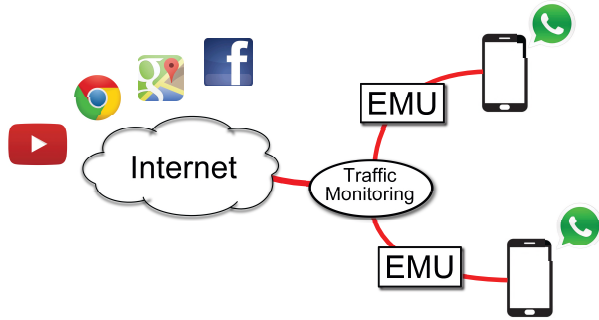 EMU
Internet
Traffic
Monitoring
EMU